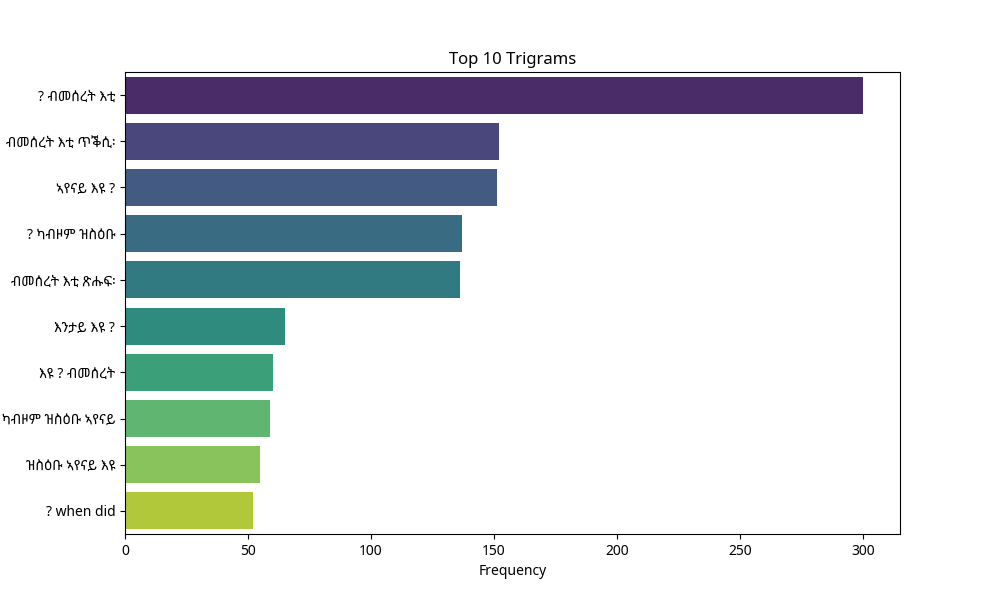 Top 10 Trigrams
? ብመሰረት እቲ
ብመሰረት እቲ ጥቕሲ፡
ኣየናይ እዩ ?
? ካብዞም ዝስዕቡ
ብመሰረት እቲ ጽሑፍ፡
እንታይ እዩ ?
እዩ ? ብመሰረት
ካብዞም ዝስዕቡ ኣየናይ
ዝስዕቡ ኣየናይ እዩ
? when did
0 50 100 150 200 250 300
Frequency